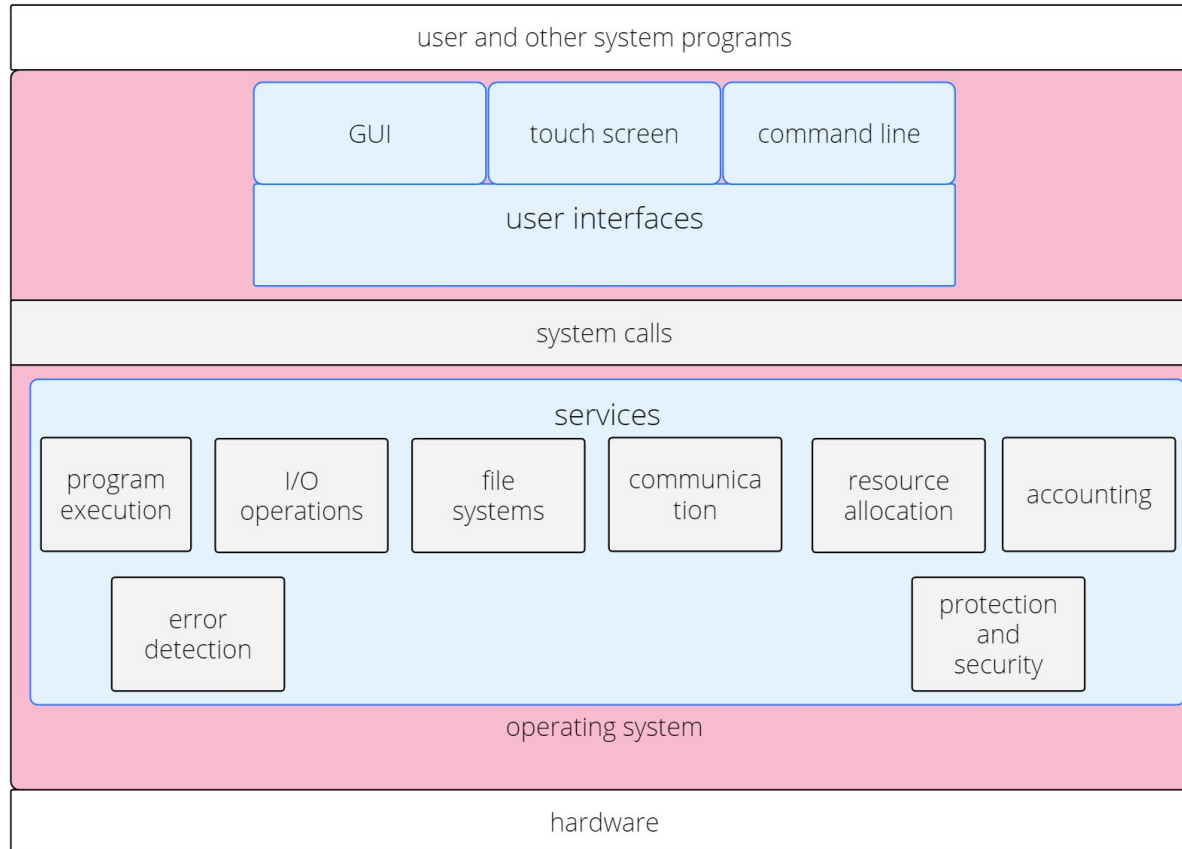 user and other system programs
GUI
touch screen
command line
user interfaces
system calls
services
program
execution
I/O
operations
file
systems
communica
tion
resource
allocation
accounting
error
detection
protection
and
security
operating system
hardware